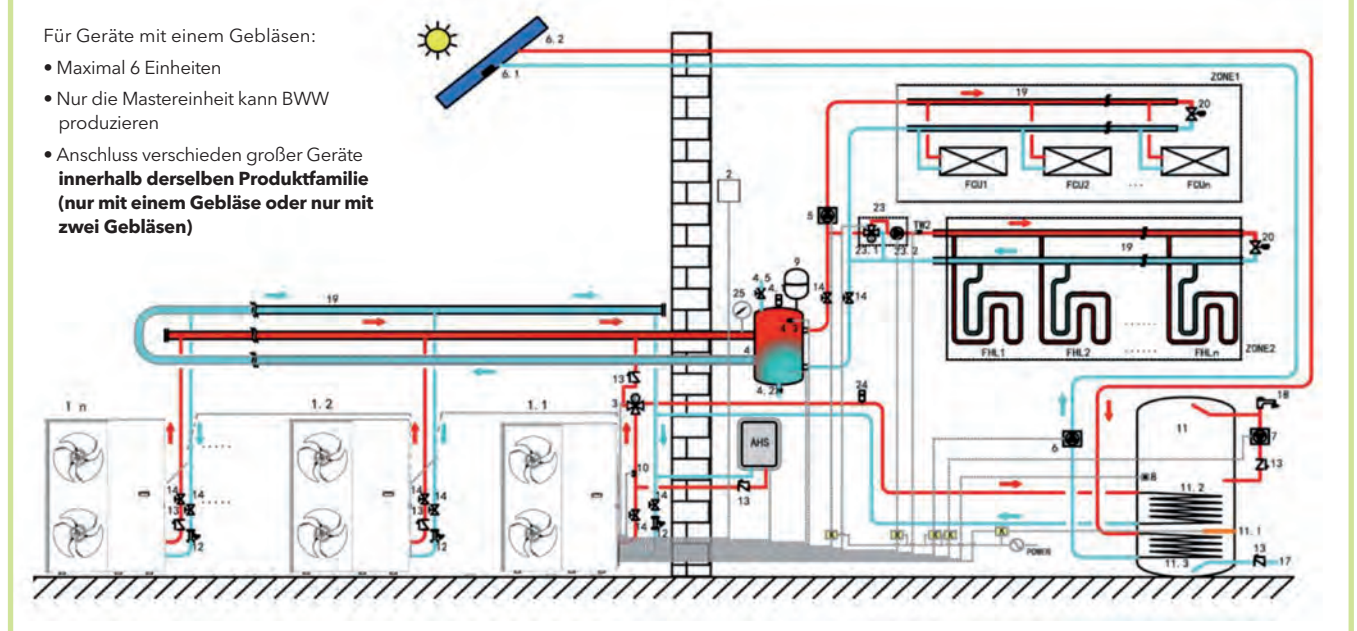 Für Geräte mit einem Gebläsen:
• Maximal 6 Einheiten
• Nur die Mastereinheit kann BWW
produzieren
• Anschluss verschieden großer Geräte
innerhalb derselben Produktfamilie
(nur mit einem Gebläse oder nur mit
zwei Gebläsen)
6.2
6.1
ZONE1
19
20
FCU1
FCU2
...
FCUn
2
5
23
TW2
23.1
23.2
19
20
FHL1
FHL2
......
FHLn
ZONE2
9
4.5
4.
25
14
14
4.3
19
4
4.2
13
3
24
1 n
1.2
1.1
AHS
10
13
14
14
13
12
14
14
13
12
14
14
12
6
18
11
7
13
8
11.2
11.1
11.3
13
17
K
K
K
K
K
POWER